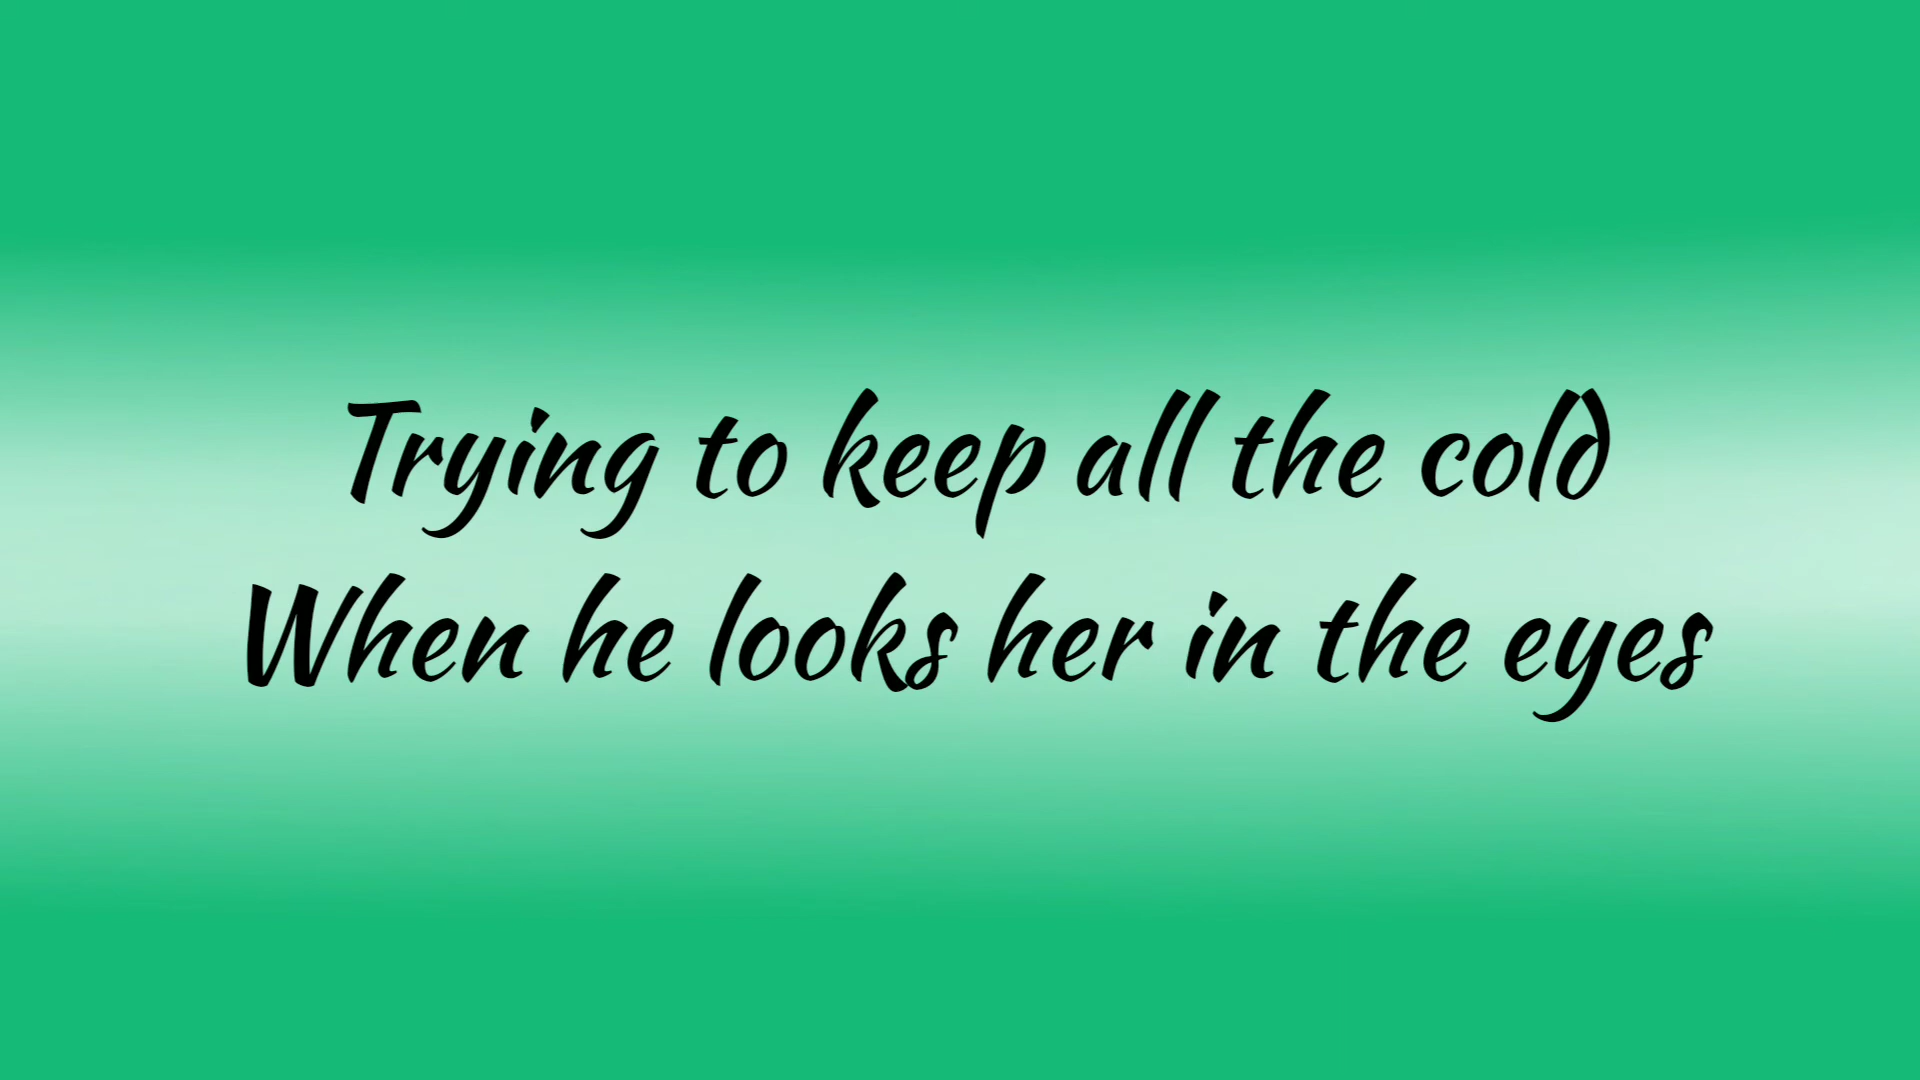 Trying to keep all the cold
When he looks her in the eyes